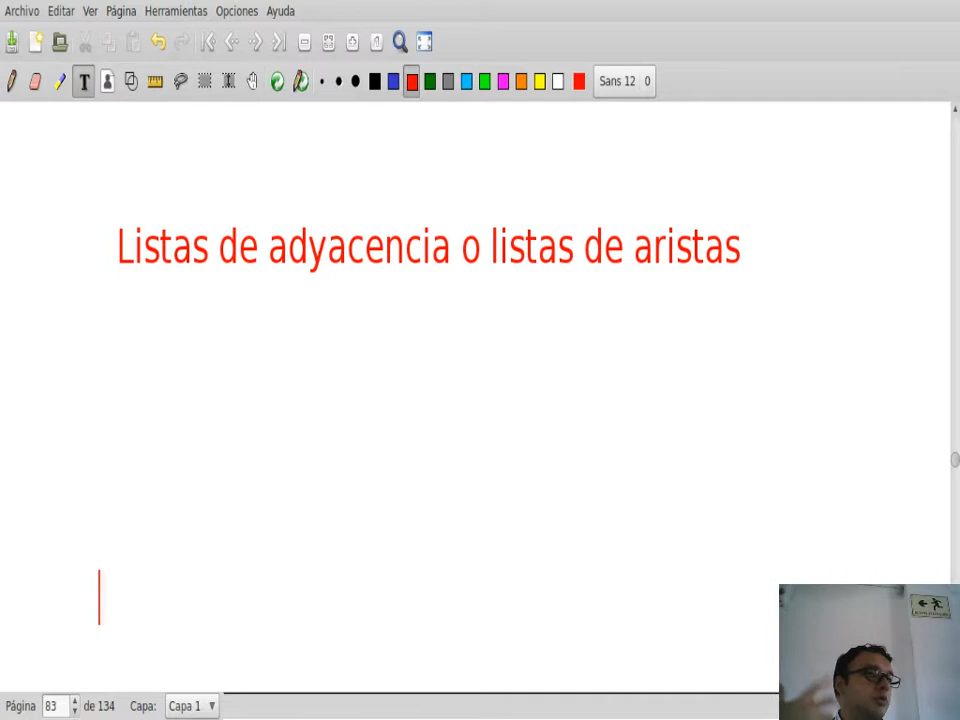 Archivo Editar Ver Página Herramientas Opciones Ayuda
T Sans 12 0
Listas de adyacencia o listas de aristas
Página 83 de 134 Capa: Capa 1